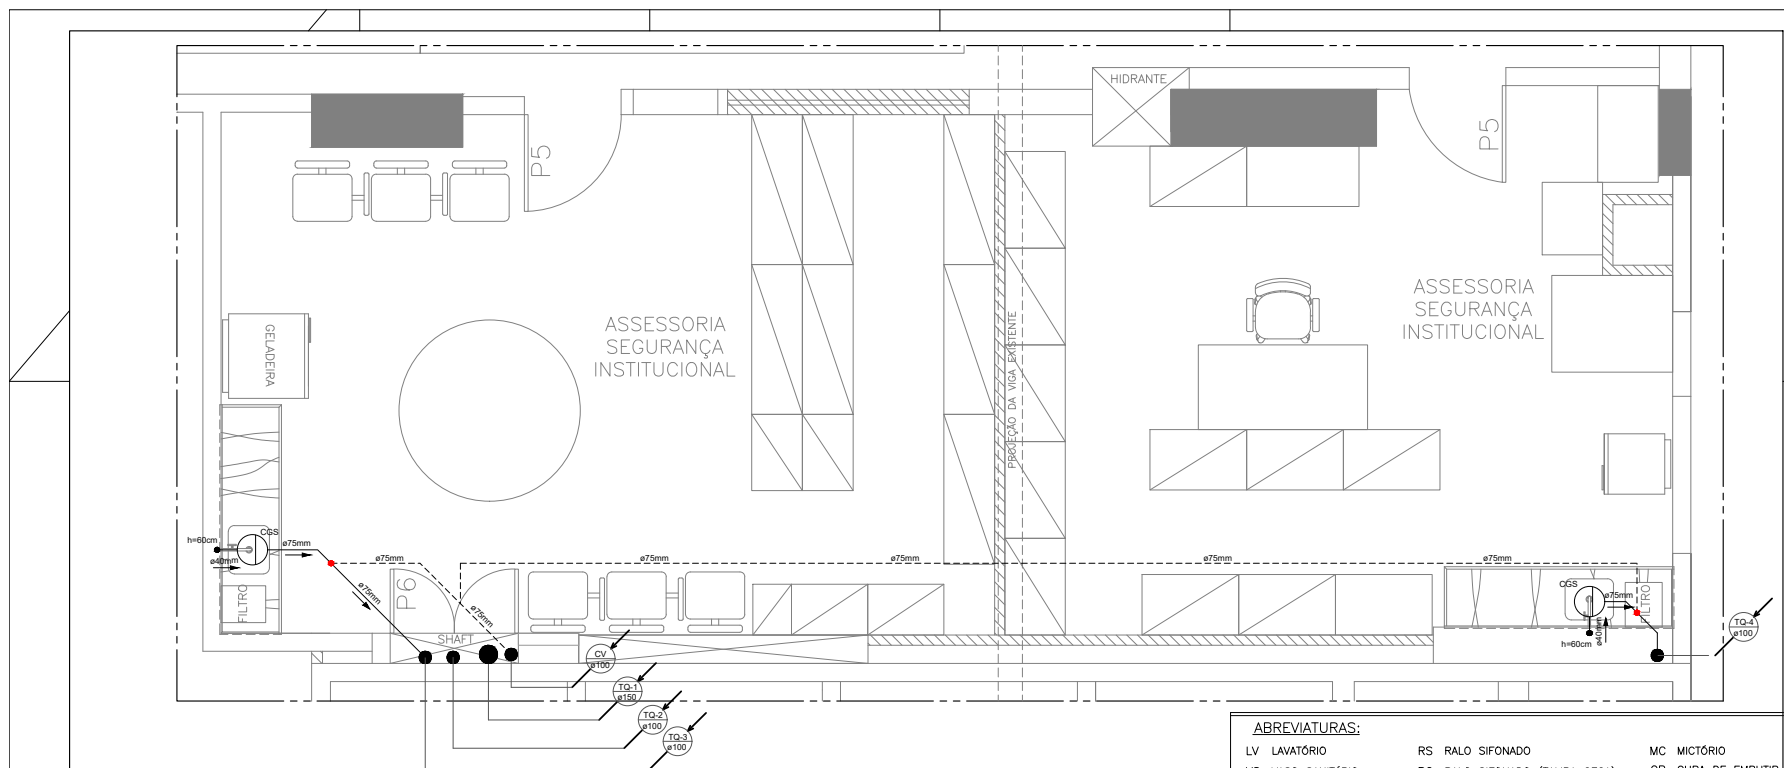 HIDRANTE
P5
P5
ASSESSORIA
SEGURANÇA
INSTITUCIONAL
ASSESSORIA
SEGURANÇA
INSTITUCIONAL
GELADEIRA
PROJEÇÃO DA VIGA EXISTENTE
CGS
h=60cm
ø75mm
ø40mm
FILTRO
ø75mm
ø75mm
ø75mm
P6
SHAFT
ø75mm
ø75mm
ø75mm
ø75mm
CGS
ø75mm
FILTRO
h=60cm
ø40mm
TQ-4
ø100
CV
ø100
TQ-1
ø150
TQ-2
ø100
TQ-3
ø100
ABREVIATURAS:
LV LAVATÓRIO
RS RALO SIFONADO
MC MICTÓRIO